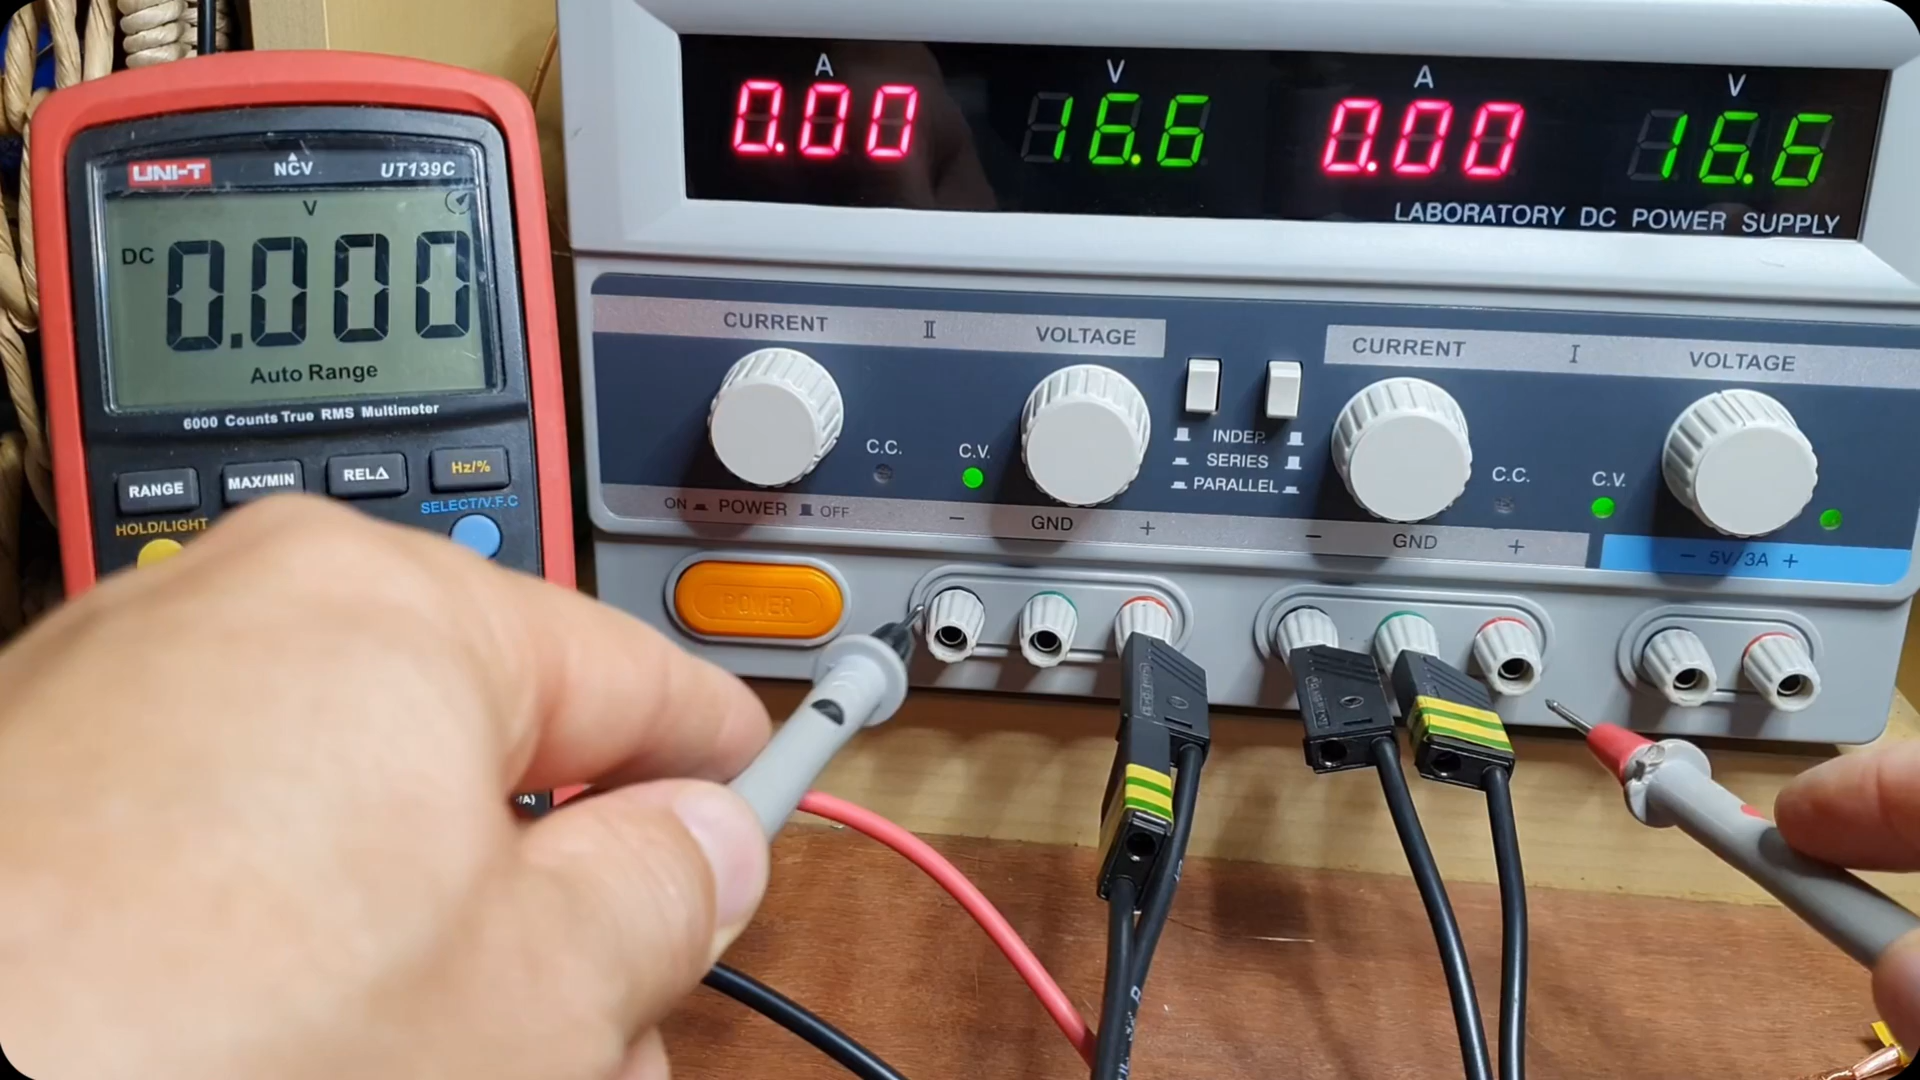 UNI-T
NCV
UT139C
V
DC
0.000
Auto Range
6000 Counts True RMS Multimeter
RANGE
MAX/MIN
RELΔ
Hz/%
HOLD/LIGHT
SELECT/V.F.C
A
V
A
V
0.00
16.6
0.00
16.6
LABORATORY DC POWER SUPPLY
CURRENT
II
VOLTAGE
CURRENT
I
VOLTAGE
C.C.
C.V.
INDEP.
SERIES
PARALLEL
C.C.
C.V.
ON
POWER
OFF
−
GND
+
−
GND
+
− 5V/3A +
POWER